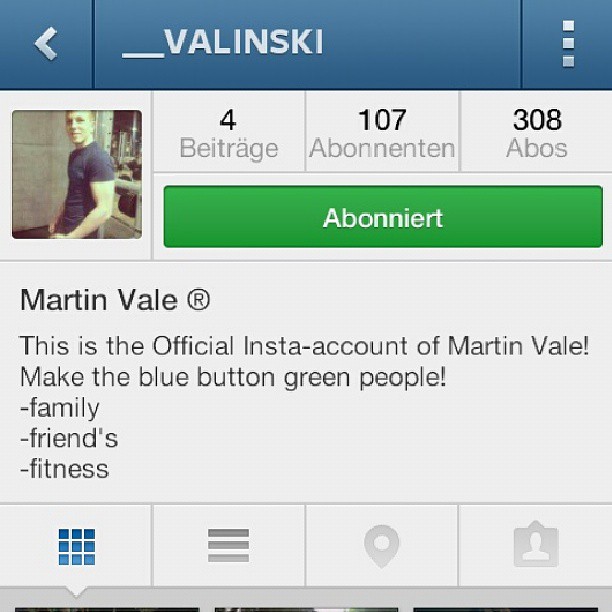 __VALINSKI
4 107 308
Beiträge Abonnenten Abos
Abonniert
Martin Vale ®
This is the Official Insta-account of Martin Vale!
Make the blue button green people!
-family
-friend's
-fitness